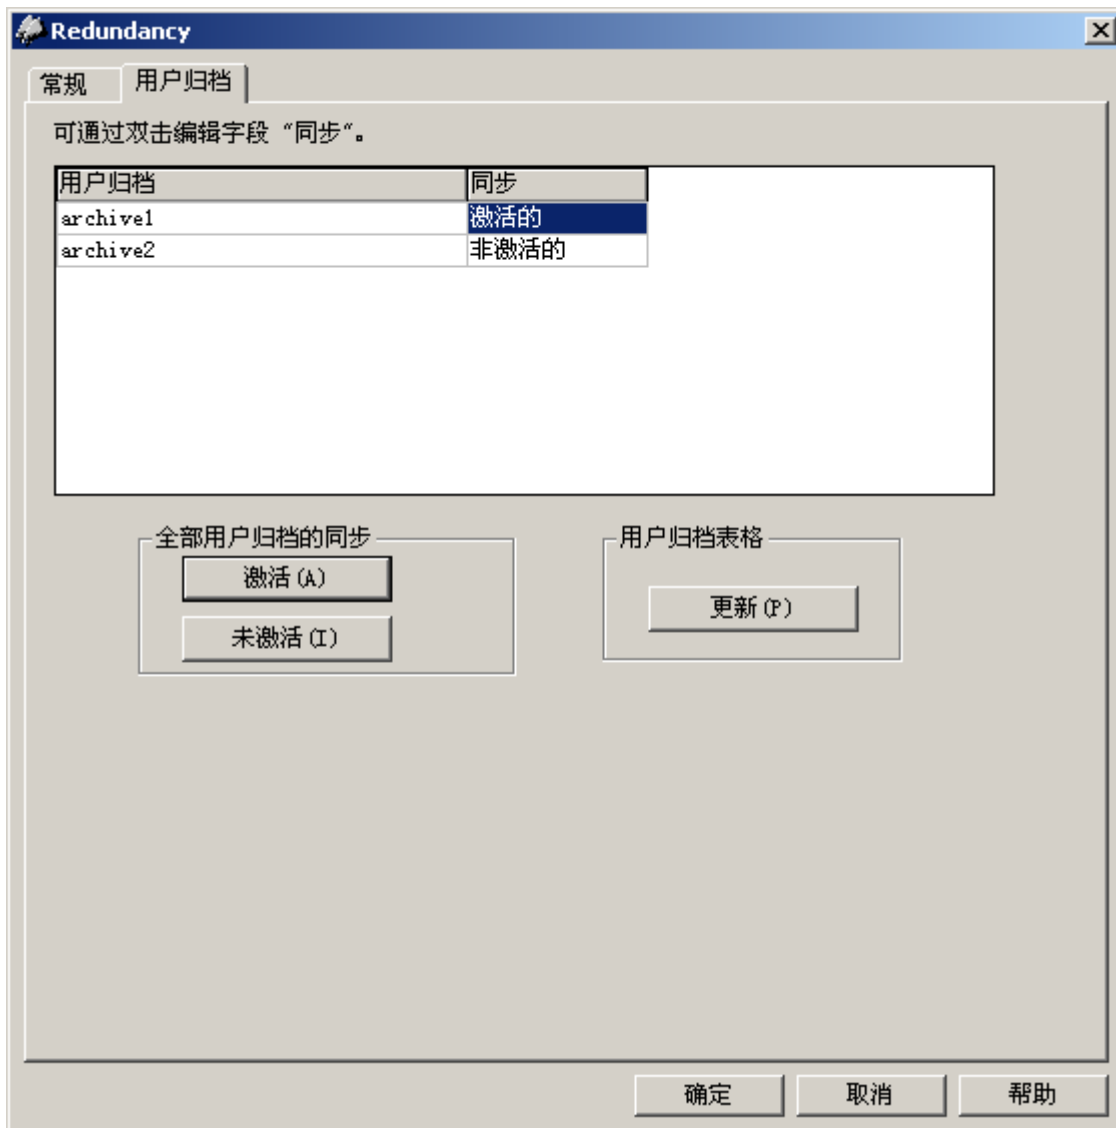 Redundancy
常规
用户归档
可通过双击编辑字段 “同步”。
用户归档 同步
archive1 激活的
archive2 非激活的
全部用户归档的同步
激活(A)
未激活(I)
用户归档表格
更新(P)
确定 取消 帮助